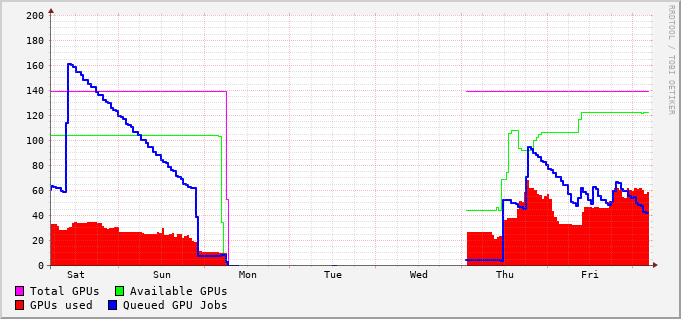 200
180
160
140
120
100
80
60
40
20
0
Sat Sun Mon Tue Wed Thu Fri
Total GPUs Available GPUs
GPUs used Queued GPU Jobs
RRDTOOL / TOBI OETIKER